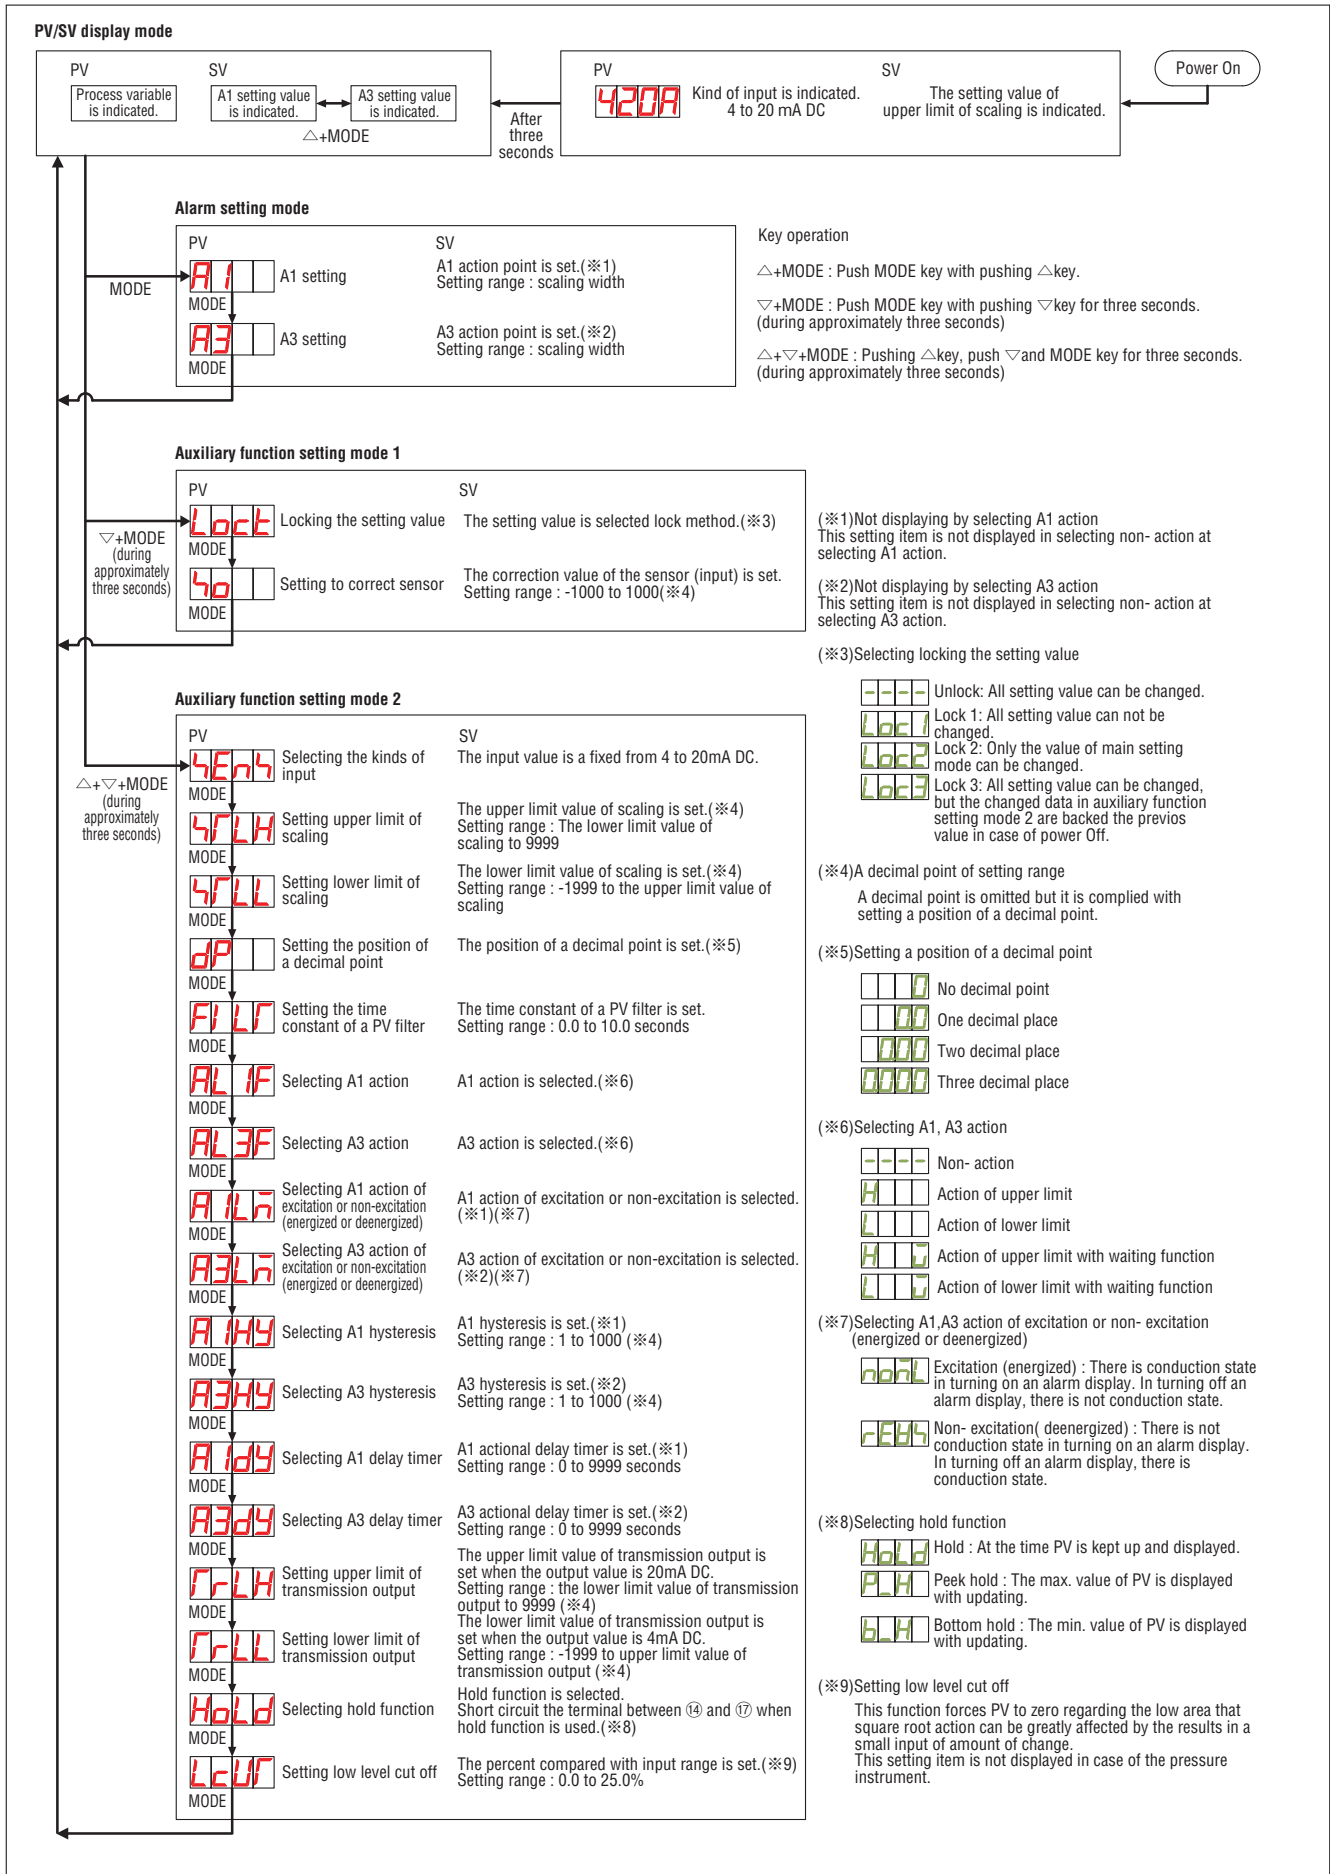 PV/SV display mode
PV SV
Process variable is indicated.
A1 setting value is indicated.
A3 setting value is indicated.
△+MODE
After three seconds
PV SV
420A
Kind of input is indicated.
4 to 20 mA DC
The setting value of
upper limit of scaling is indicated.
Power On
Alarm setting mode
PV SV
MODE
A1
A1 setting
A1 action point is set.(※1)
Setting range : scaling width
MODE
A3
A3 setting
A3 action point is set.(※2)
Setting range : scaling width
MODE
Key operation
△+MODE : Push MODE key with pushing △key.
▽+MODE : Push MODE key with pushing ▽key for three seconds.
(during approximately three seconds)
△+▽+MODE : Pushing △key, push ▽and MODE key for three seconds.
(during approximately three seconds)
Auxiliary function setting mode 1
PV SV
▽+MODE
(during
approximately
three seconds)
Lock
Locking the setting value
The setting value is selected lock method.(※3)
MODE
So
Setting to correct sensor
The correction value of the sensor (input) is set.
Setting range : -1000 to 1000(※4)
MODE
Auxiliary function setting mode 2
PV SV
△+▽+MODE
(during
approximately
three seconds)
SEnS
Selecting the kinds of
input
The input value is a fixed from 4 to 20mA DC.
MODE
STLH
Setting upper limit of
scaling
The upper limit value of scaling is set.(※4)
Setting range : The lower limit value of
scaling to 9999
MODE
STLL
Setting lower limit of
scaling
The lower limit value of scaling is set.(※4)
Setting range : -1999 to the upper limit value of
scaling
MODE
dP
Setting the position of
a decimal point
The position of a decimal point is set.(※5)
MODE
FILT
Setting the time
constant of a PV filter
The time constant of a PV filter is set.
Setting range : 0.0 to 10.0 seconds
MODE
AL1F
Selecting A1 action
A1 action is selected.(※6)
MODE
AL3F
Selecting A3 action
A3 action is selected.(※6)
MODE
A1Lm
Selecting A1 action of
excitation or non-excitation
(energized or deenergized)
A1 action of excitation or non-excitation is selected.
(※1)(※7)
MODE
A3Lm
Selecting A3 action of
excitation or non-excitation
(energized or deenergized)
A3 action of excitation or non-excitation is selected.
(※2)(※7)
MODE
A1HY
Selecting A1 hysteresis
A1 hysteresis is set.(※1)
Setting range : 1 to 1000 (※4)
MODE
A3HY
Selecting A3 hysteresis
A3 hysteresis is set.(※2)
Setting range : 1 to 1000 (※4)
MODE
A1dY
Selecting A1 delay timer
A1 actional delay timer is set.(※1)
Setting range : 0 to 9999 seconds
MODE
A3dY
Selecting A3 delay timer
A3 actional delay timer is set.(※2)
Setting range : 0 to 9999 seconds
MODE
TrLH
Setting upper limit of
transmission output
The upper limit value of transmission output is
set when the output value is 20mA DC.
Setting range : the lower limit value of transmission
output to 9999 (※4)
MODE
TrLL
Setting lower limit of
transmission output
The lower limit value of transmission output is
set when the output value is 4mA DC.
Setting range : -1999 to upper limit value of
transmission output (※4)
MODE
HoLd
Selecting hold function
Hold function is selected.
Short circuit the terminal between ⑭ and ⑰ when
hold function is used.(※8)
MODE
LcUT
Setting low level cut off
The percent compared with input range is set.(※9)
Setting range : 0.0 to 25.0%
MODE
(※1)Not displaying by selecting A1 action
This setting item is not displayed in selecting non- action at
selecting A1 action.
(※2)Not displaying by selecting A3 action
This setting item is not displayed in selecting non- action at
selecting A3 action.
(※3)Selecting locking the setting value
---- Unlock: All setting value can be changed.
Loc1 Lock 1: All setting value can not be
changed.
Loc2 Lock 2: Only the value of main setting
mode can be changed.
Loc3 Lock 3: All setting value can be changed,
but the changed data in auxiliary function
setting mode 2 are backed the previos
value in case of power Off.
(※4)A decimal point of setting range
A decimal point is omitted but it is complied with
setting a position of a decimal point.
(※5)Setting a position of a decimal point
0 No decimal point
0.0 One decimal place
0.00 Two decimal place
0.000 Three decimal place
(※6)Selecting A1, A3 action
---- Non- action
H Action of upper limit
L Action of lower limit
H w Action of upper limit with waiting function
L w Action of lower limit with waiting function
(※7)Selecting A1,A3 action of excitation or non- excitation
(energized or deenergized)
nomL Excitation (energized) : There is conduction state
in turning on an alarm display. In turning off an
alarm display, there is not conduction state.
rEVS Non- excitation( deenergized) : There is not
conduction state in turning on an alarm display.
In turning off an alarm display, there is
conduction state.
(※8)Selecting hold function
HoLd Hold : At the time PV is kept up and displayed.
P_H Peek hold : The max. value of PV is displayed
with updating.
b_H Bottom hold : The min. value of PV is displayed
with updating.
(※9)Setting low level cut off
This function forces PV to zero regarding the low area that
square root action can be greatly affected by the results in a
small input of amount of change.
This setting item is not displayed in case of the pressure
instrument.